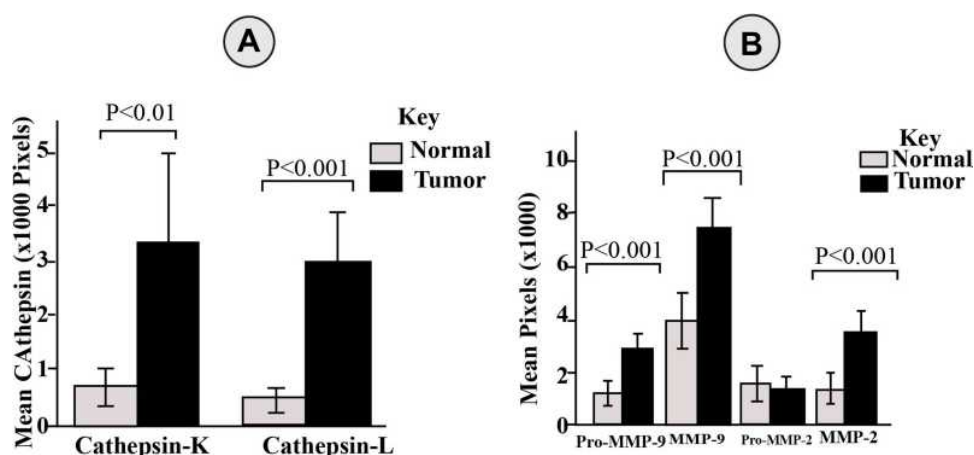 A
B
P<0.01
Key
Normal
Tumor
P<0.001
Mean CAthepsin (x1000 Pixels)
5
4
3
2
1
0
Cathepsin-K
Cathepsin-L
Key
Normal
Tumor
P<0.001
P<0.001
P<0.001
Mean Pixels (x1000)
10
8
6
4
2
0
Pro-MMP-9
MMP-9
Pro-MMP-2
MMP-2